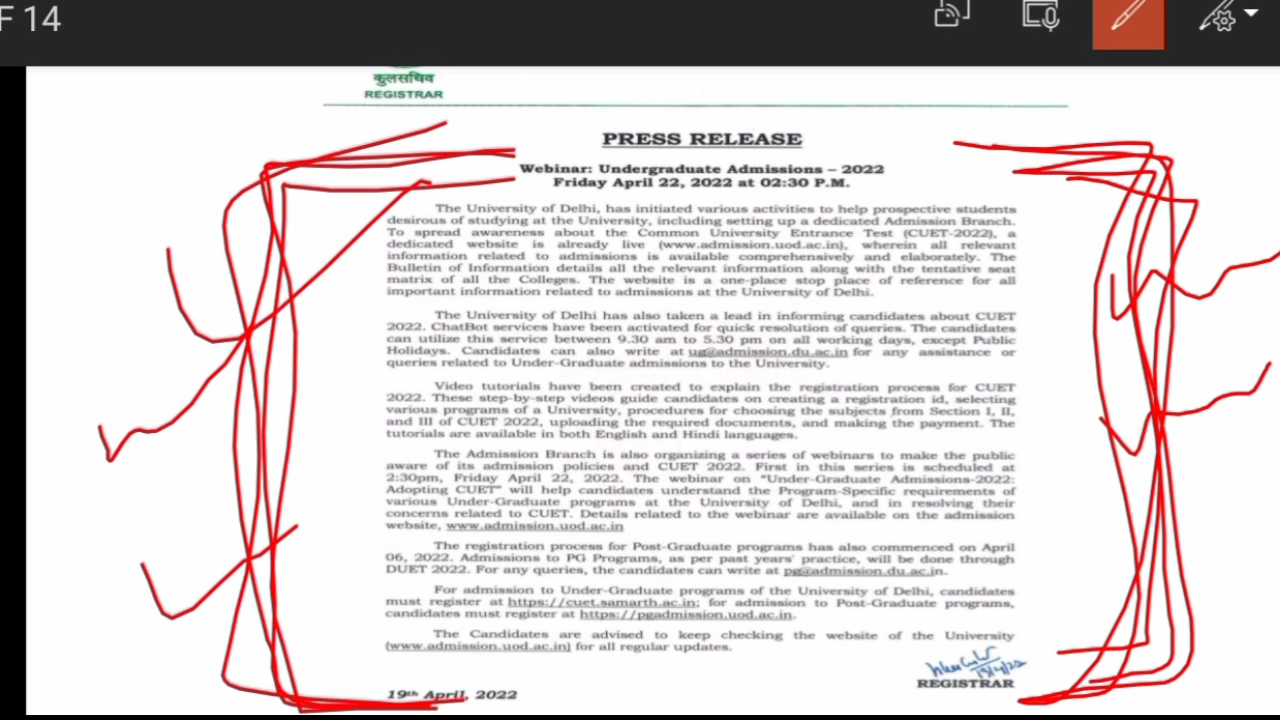 F 14
कुलसचिव
REGISTRAR
PRESS RELEASE
Webinar: Undergraduate Admissions – 2022
Friday April 22, 2022 at 02:30 P.M.
The University of Delhi, has initiated various activities to help prospective students
desirous of studying at the University, including setting up a dedicated Admission Branch.
To spread awareness about the Common University Entrance Test (CUET-2022), a
dedicated website is already live (www.admission.uod.ac.in), wherein all relevant
information related to admissions is available comprehensively and elaborately. The
Bulletin of Information details all the relevant information along with the tentative seat
matrix of all the Colleges. The website is a one-place stop place of reference for all
important information related to admissions at the University of Delhi.
The University of Delhi has also taken a lead in informing candidates about CUET
2022. ChatBot services have been activated for quick resolution of queries. The candidates
can utilize this service between 9.30 am to 5.30 pm on all working days, except Public
Holidays. Candidates can also write at ug@admission.du.ac.in for any assistance or
queries related to Under-Graduate admissions to the University.
Video tutorials have been created to explain the registration process for CUET
2022. These step-by-step videos guide candidates on creating a registration id, selecting
various programs of a University, procedures for choosing the subjects from Section I, II,
and III of CUET 2022, uploading the required documents, and making the payment. The
tutorials are available in both English and Hindi languages.
The Admission Branch is also organizing a series of webinars to make the public
aware of its admission policies and CUET 2022. First in this series is scheduled at
2:30pm, Friday April 22, 2022. The webinar on "Under-Graduate Admissions-2022:
Adopting CUET" will help candidates understand the Program-Specific requirements of
various Under-Graduate programs at the University of Delhi, and in resolving their
concerns related to CUET. Details related to the webinar are available on the admission
website, www.admission.uod.ac.in
The registration process for Post-Graduate programs has also commenced on April
06, 2022. Admissions to PG Programs, as per past years' practice, will be done through
DUET 2022. For any queries, the candidates can write at pg@admission.du.ac.in.
For admission to Under-Graduate programs of the University of Delhi, candidates
must register at https://cuet.samarth.ac.in; for admission to Post-Graduate programs,
candidates must register at https://pgadmission.uod.ac.in.
The Candidates are advised to keep checking the website of the University
(www.admission.uod.ac.in) for all regular updates.
19/4/22
REGISTRAR
19th April, 2022